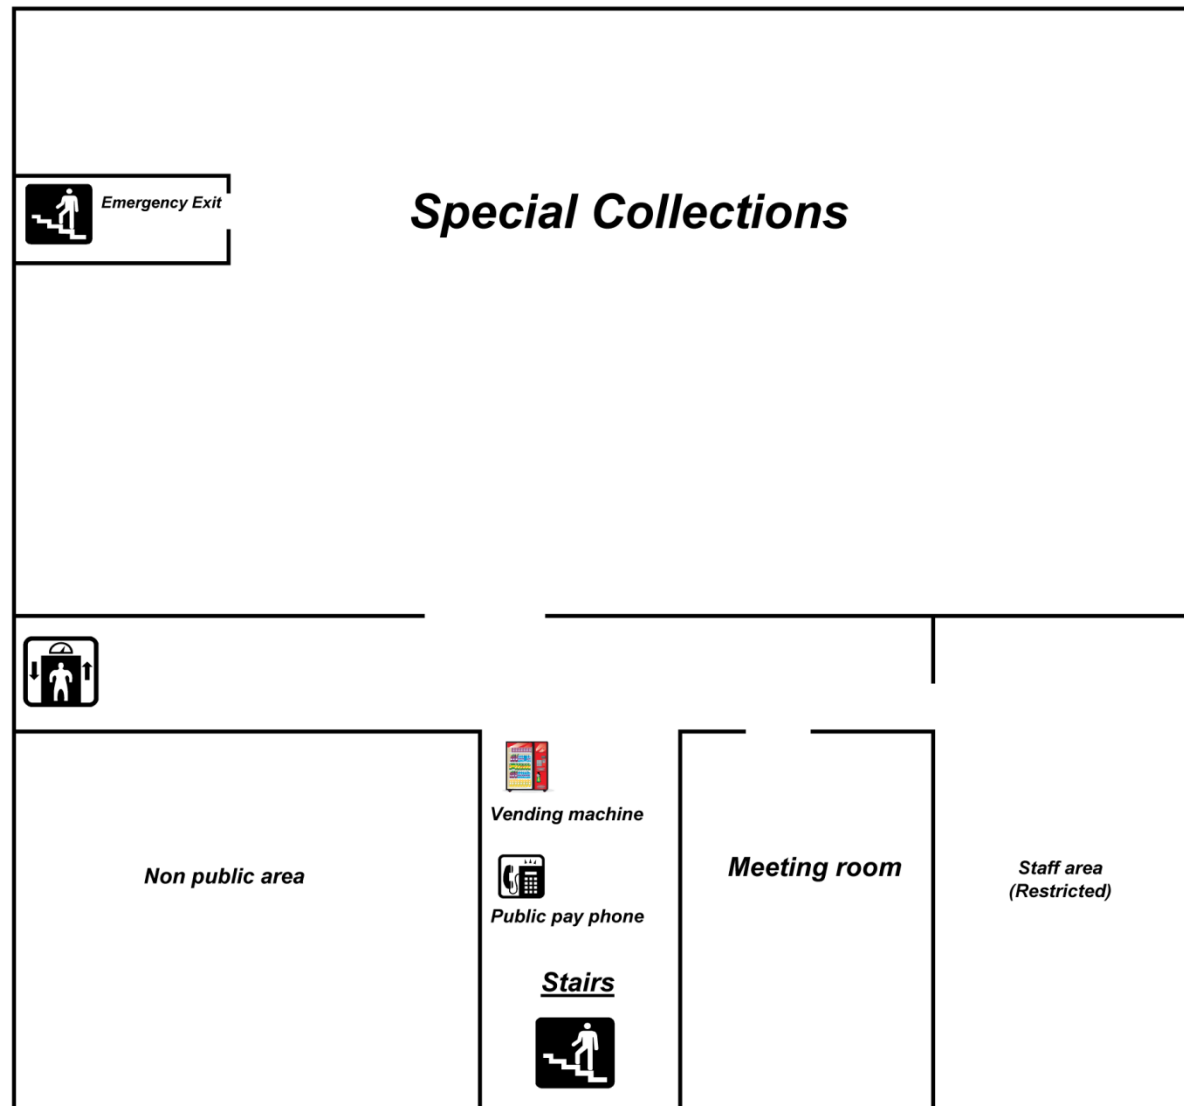 Emergency Exit
Special Collections
Vending machine
Non public area
Meeting room
Staff area
(Restricted)
Public pay phone
Stairs